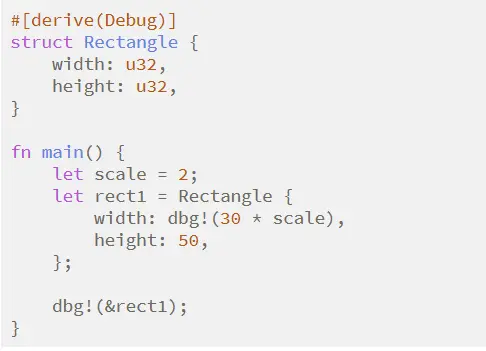 #[derive(Debug)]
struct Rectangle {
    width: u32,
    height: u32,
}

fn main() {
    let scale = 2;
    let rect1 = Rectangle {
        width: dbg!(30 * scale),
        height: 50,
    };

    dbg!(&rect1);
}